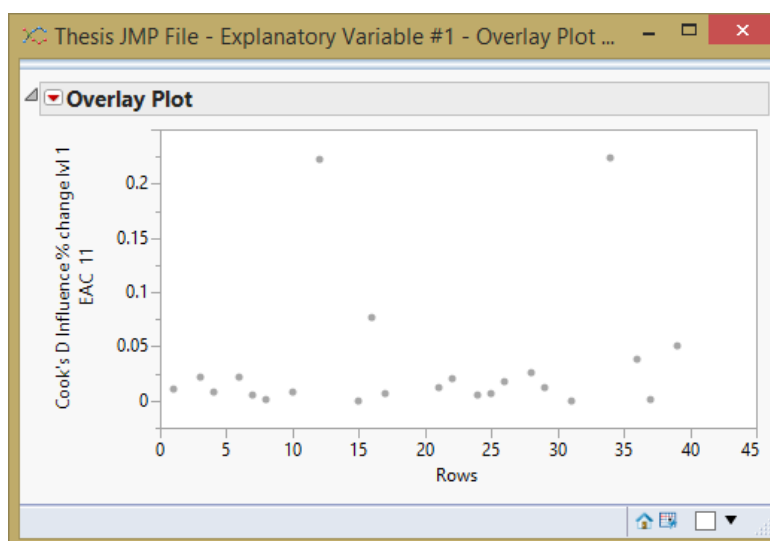 Thesis JMP File - Explanatory Variable #1 - Overlay Plot ...
Overlay Plot
Cook's D Influence % change lvl 1
EAC 11
0.2
0.15
0.1
0.05
0
0 5 10 15 20 25 30 35 40 45
Rows